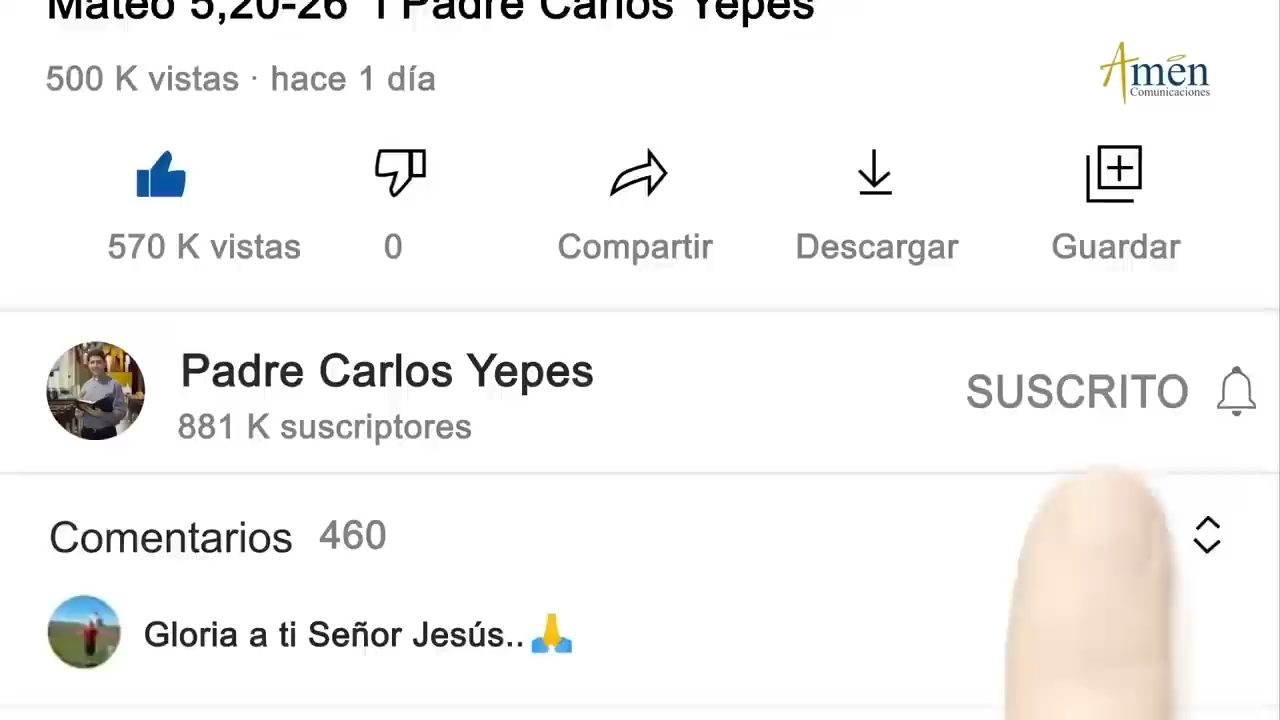 Mateo 5,20-26 | Padre Carlos Yepes
500 K vistas · hace 1 día
Amén
Comunicaciones
570 K vistas
0
Compartir
Descargar
Guardar
Padre Carlos Yepes
881 K suscriptores
SUSCRITO
Comentarios 460
Gloria a ti Señor Jesús..🙏